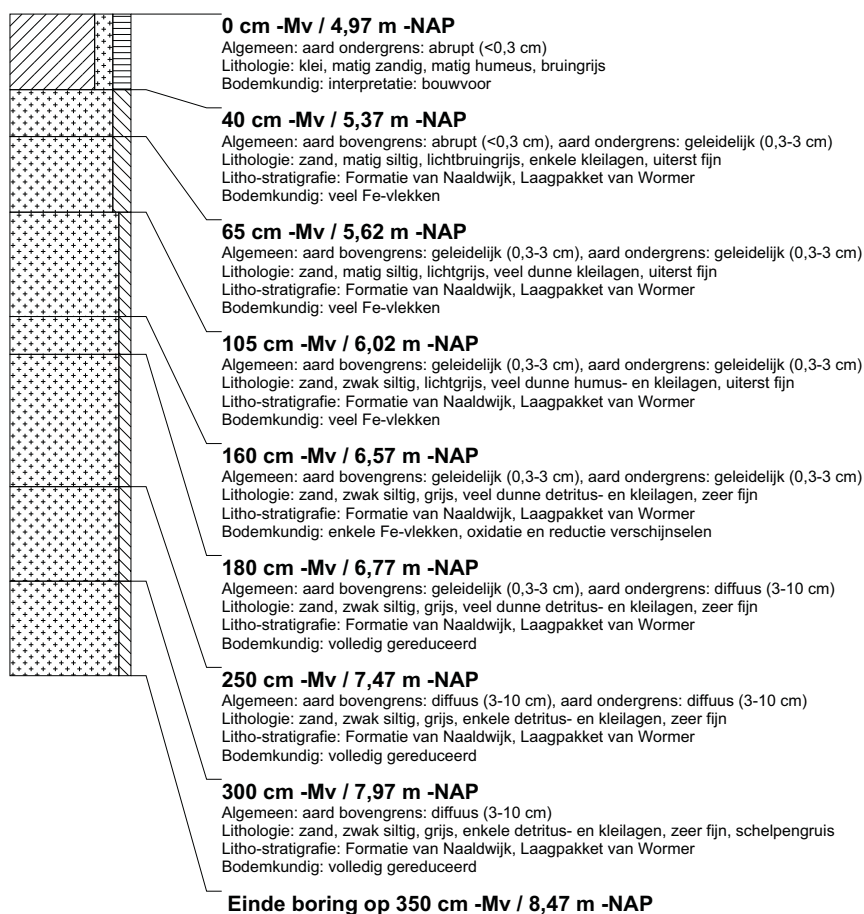 0 cm -Mv / 4,97 m -NAP
Algemeen: aard ondergrens: abrupt (<0,3 cm)
Lithologie: klei, matig zandig, matig humeus, bruingrijs
Bodemkundig: interpretatie: bouwvoor
40 cm -Mv / 5,37 m -NAP
Algemeen: aard bovengrens: abrupt (<0,3 cm), aard ondergrens: geleidelijk (0,3-3 cm)
Lithologie: zand, matig siltig, lichtbruingrijs, enkele kleilagen, uiterst fijn
Litho-stratigrafie: Formatie van Naaldwijk, Laagpakket van Wormer
Bodemkundig: veel Fe-vlekken
65 cm -Mv / 5,62 m -NAP
Algemeen: aard bovengrens: geleidelijk (0,3-3 cm), aard ondergrens: geleidelijk (0,3-3 cm)
Lithologie: zand, matig siltig, lichtgrijs, veel dunne kleilagen, uiterst fijn
Litho-stratigrafie: Formatie van Naaldwijk, Laagpakket van Wormer
Bodemkundig: veel Fe-vlekken
105 cm -Mv / 6,02 m -NAP
Algemeen: aard bovengrens: geleidelijk (0,3-3 cm), aard ondergrens: geleidelijk (0,3-3 cm)
Lithologie: zand, zwak siltig, lichtgrijs, veel dunne humus- en kleilagen, uiterst fijn
Litho-stratigrafie: Formatie van Naaldwijk, Laagpakket van Wormer
Bodemkundig: veel Fe-vlekken
160 cm -Mv / 6,57 m -NAP
Algemeen: aard bovengrens: geleidelijk (0,3-3 cm), aard ondergrens: geleidelijk (0,3-3 cm)
Lithologie: zand, zwak siltig, grijs, veel dunne detritus- en kleilagen, zeer fijn
Litho-stratigrafie: Formatie van Naaldwijk, Laagpakket van Wormer
Bodemkundig: enkele Fe-vlekken, oxidatie en reductie verschijnselen
180 cm -Mv / 6,77 m -NAP
Algemeen: aard bovengrens: geleidelijk (0,3-3 cm), aard ondergrens: diffuus (3-10 cm)
Lithologie: zand, zwak siltig, grijs, veel dunne detritus- en kleilagen, zeer fijn
Litho-stratigrafie: Formatie van Naaldwijk, Laagpakket van Wormer
Bodemkundig: volledig gereduceerd
250 cm -Mv / 7,47 m -NAP
Algemeen: aard bovengrens: diffuus (3-10 cm), aard ondergrens: diffuus (3-10 cm)
Lithologie: zand, zwak siltig, grijs, enkele detritus- en kleilagen, zeer fijn
Litho-stratigrafie: Formatie van Naaldwijk, Laagpakket van Wormer
Bodemkundig: volledig gereduceerd
300 cm -Mv / 7,97 m -NAP
Algemeen: aard bovengrens: diffuus (3-10 cm)
Lithologie: zand, zwak siltig, grijs, enkele detritus- en kleilagen, zeer fijn, schelpengruis
Litho-stratigrafie: Formatie van Naaldwijk, Laagpakket van Wormer
Bodemkundig: volledig gereduceerd
Einde boring op 350 cm -Mv / 8,47 m -NAP